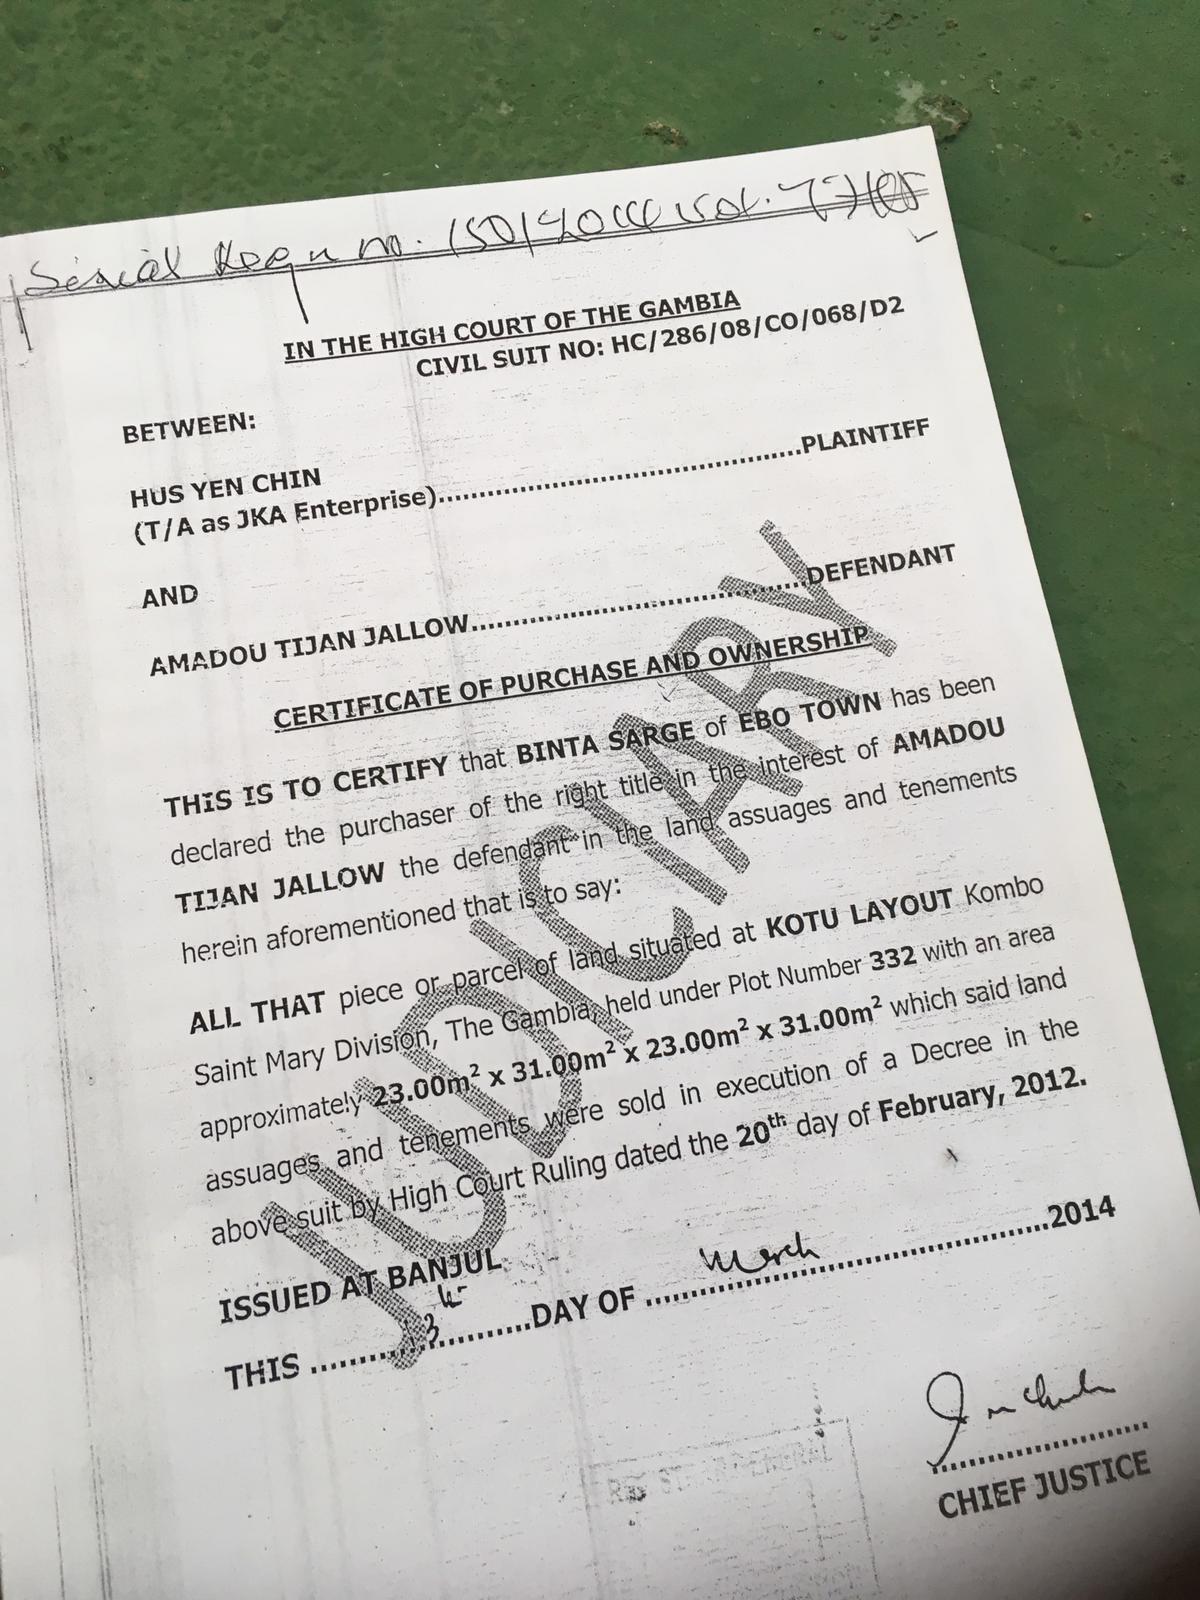 Serial Regn no. 150/2014 Vol.
IN THE HIGH COURT OF THE GAMBIA
CIVIL SUIT NO: HC/286/08/CO/068/D2
BETWEEN:
HUS YEN CHIN
(T/A as JKA Enterprise)..................................................PLAINTIFF
AND
AMADOU TIJAN JALLOW..............................................DEFENDANT
CERTIFICATE OF PURCHASE AND OWNERSHIP
THIS IS TO CERTIFY that BINTA SARGE of EBO TOWN has been
declared the purchaser of the right title in the interest of AMADOU
TIJAN JALLOW the defendant in the land assuages and tenements
herein aforementioned that is to say:
ALL THAT piece or parcel of land situated at KOTU LAYOUT Kombo
Saint Mary Division, The Gambia, held under Plot Number 332 with an area
approximately 23.00m² x 31.00m² x 23.00m² x 31.00m² which said land
assuages and tenements were sold in execution of a Decree in the
above suit by High Court Ruling dated the 20th day of February, 2012.
JUDICIARY
ISSUED AT BANJUL
THIS ..........DAY OF ......March......2014
CHIEF JUSTICE